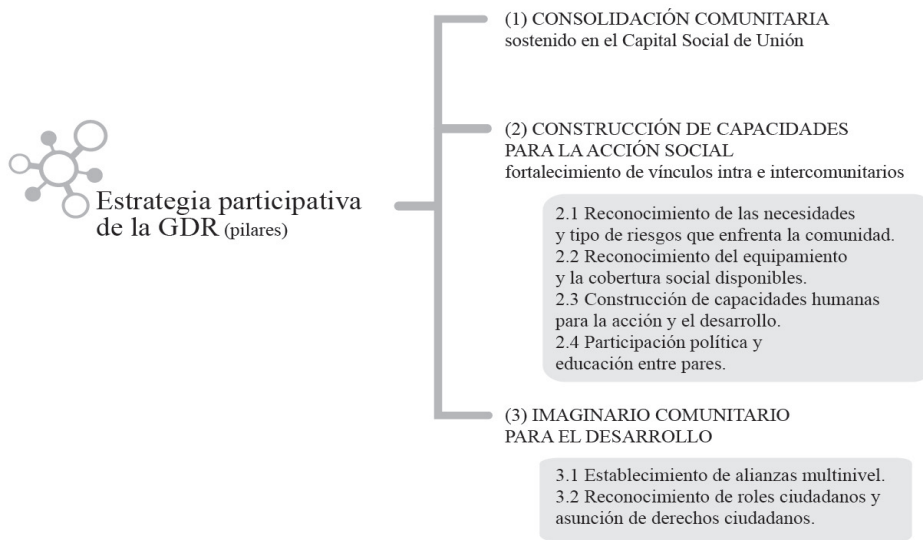 (1) CONSOLIDACIÓN COMUNITARIA
sostenido en el Capital Social de Unión
(2) CONSTRUCCIÓN DE CAPACIDADES
PARA LA ACCIÓN SOCIAL
fortalecimiento de vínculos intra e intercomunitarios
Estrategia participativa
de la GDR (pilares)
2.1 Reconocimiento de las necesidades
y tipo de riesgos que enfrenta la comunidad.
2.2 Reconocimiento del equipamiento
y la cobertura social disponibles.
2.3 Construcción de capacidades humanas
para la acción y el desarrollo.
2.4 Participación política y
educación entre pares.
(3) IMAGINARIO COMUNITARIO
PARA EL DESARROLLO
3.1 Establecimiento de alianzas multinivel.
3.2 Reconocimiento de roles ciudadanos y
asunción de derechos ciudadanos.